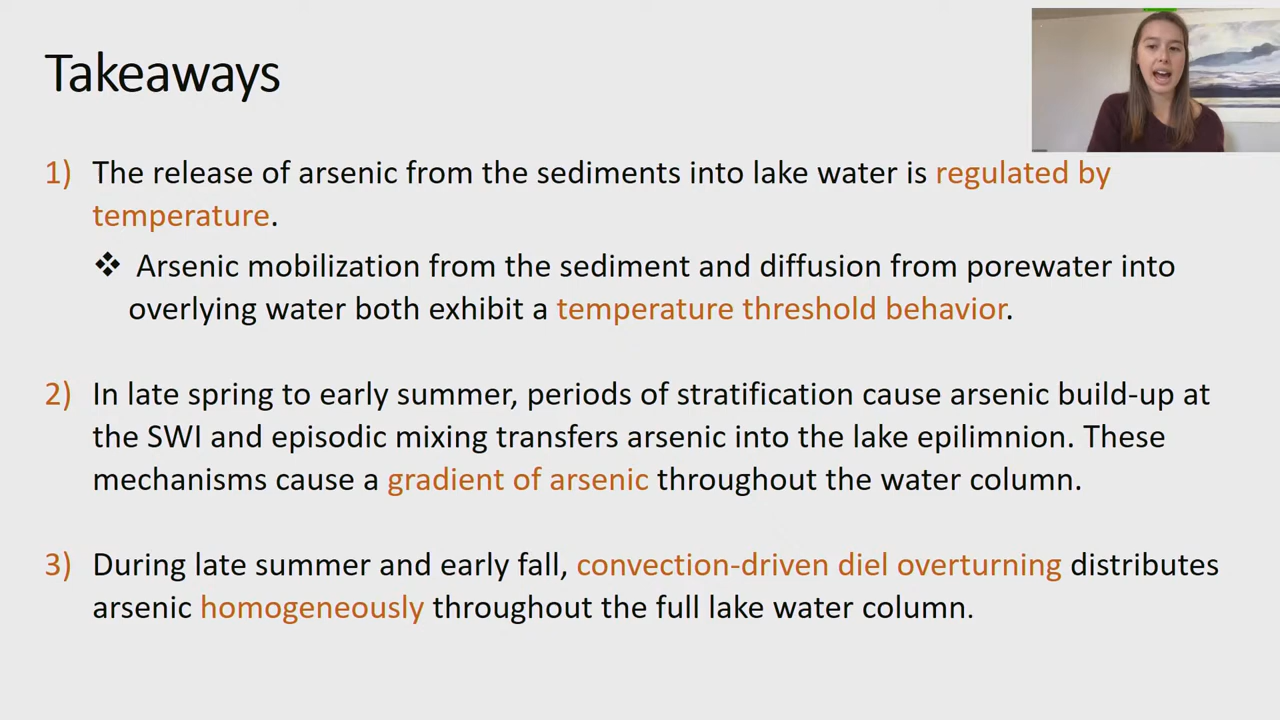 Takeaways
1) The release of arsenic from the sediments into lake water is regulated by
temperature.
❖ Arsenic mobilization from the sediment and diffusion from porewater into
overlying water both exhibit a temperature threshold behavior.
2) In late spring to early summer, periods of stratification cause arsenic build-up at
the SWI and episodic mixing transfers arsenic into the lake epilimnion. These
mechanisms cause a gradient of arsenic throughout the water column.
3) During late summer and early fall, convection-driven diel overturning distributes
arsenic homogeneously throughout the full lake water column.